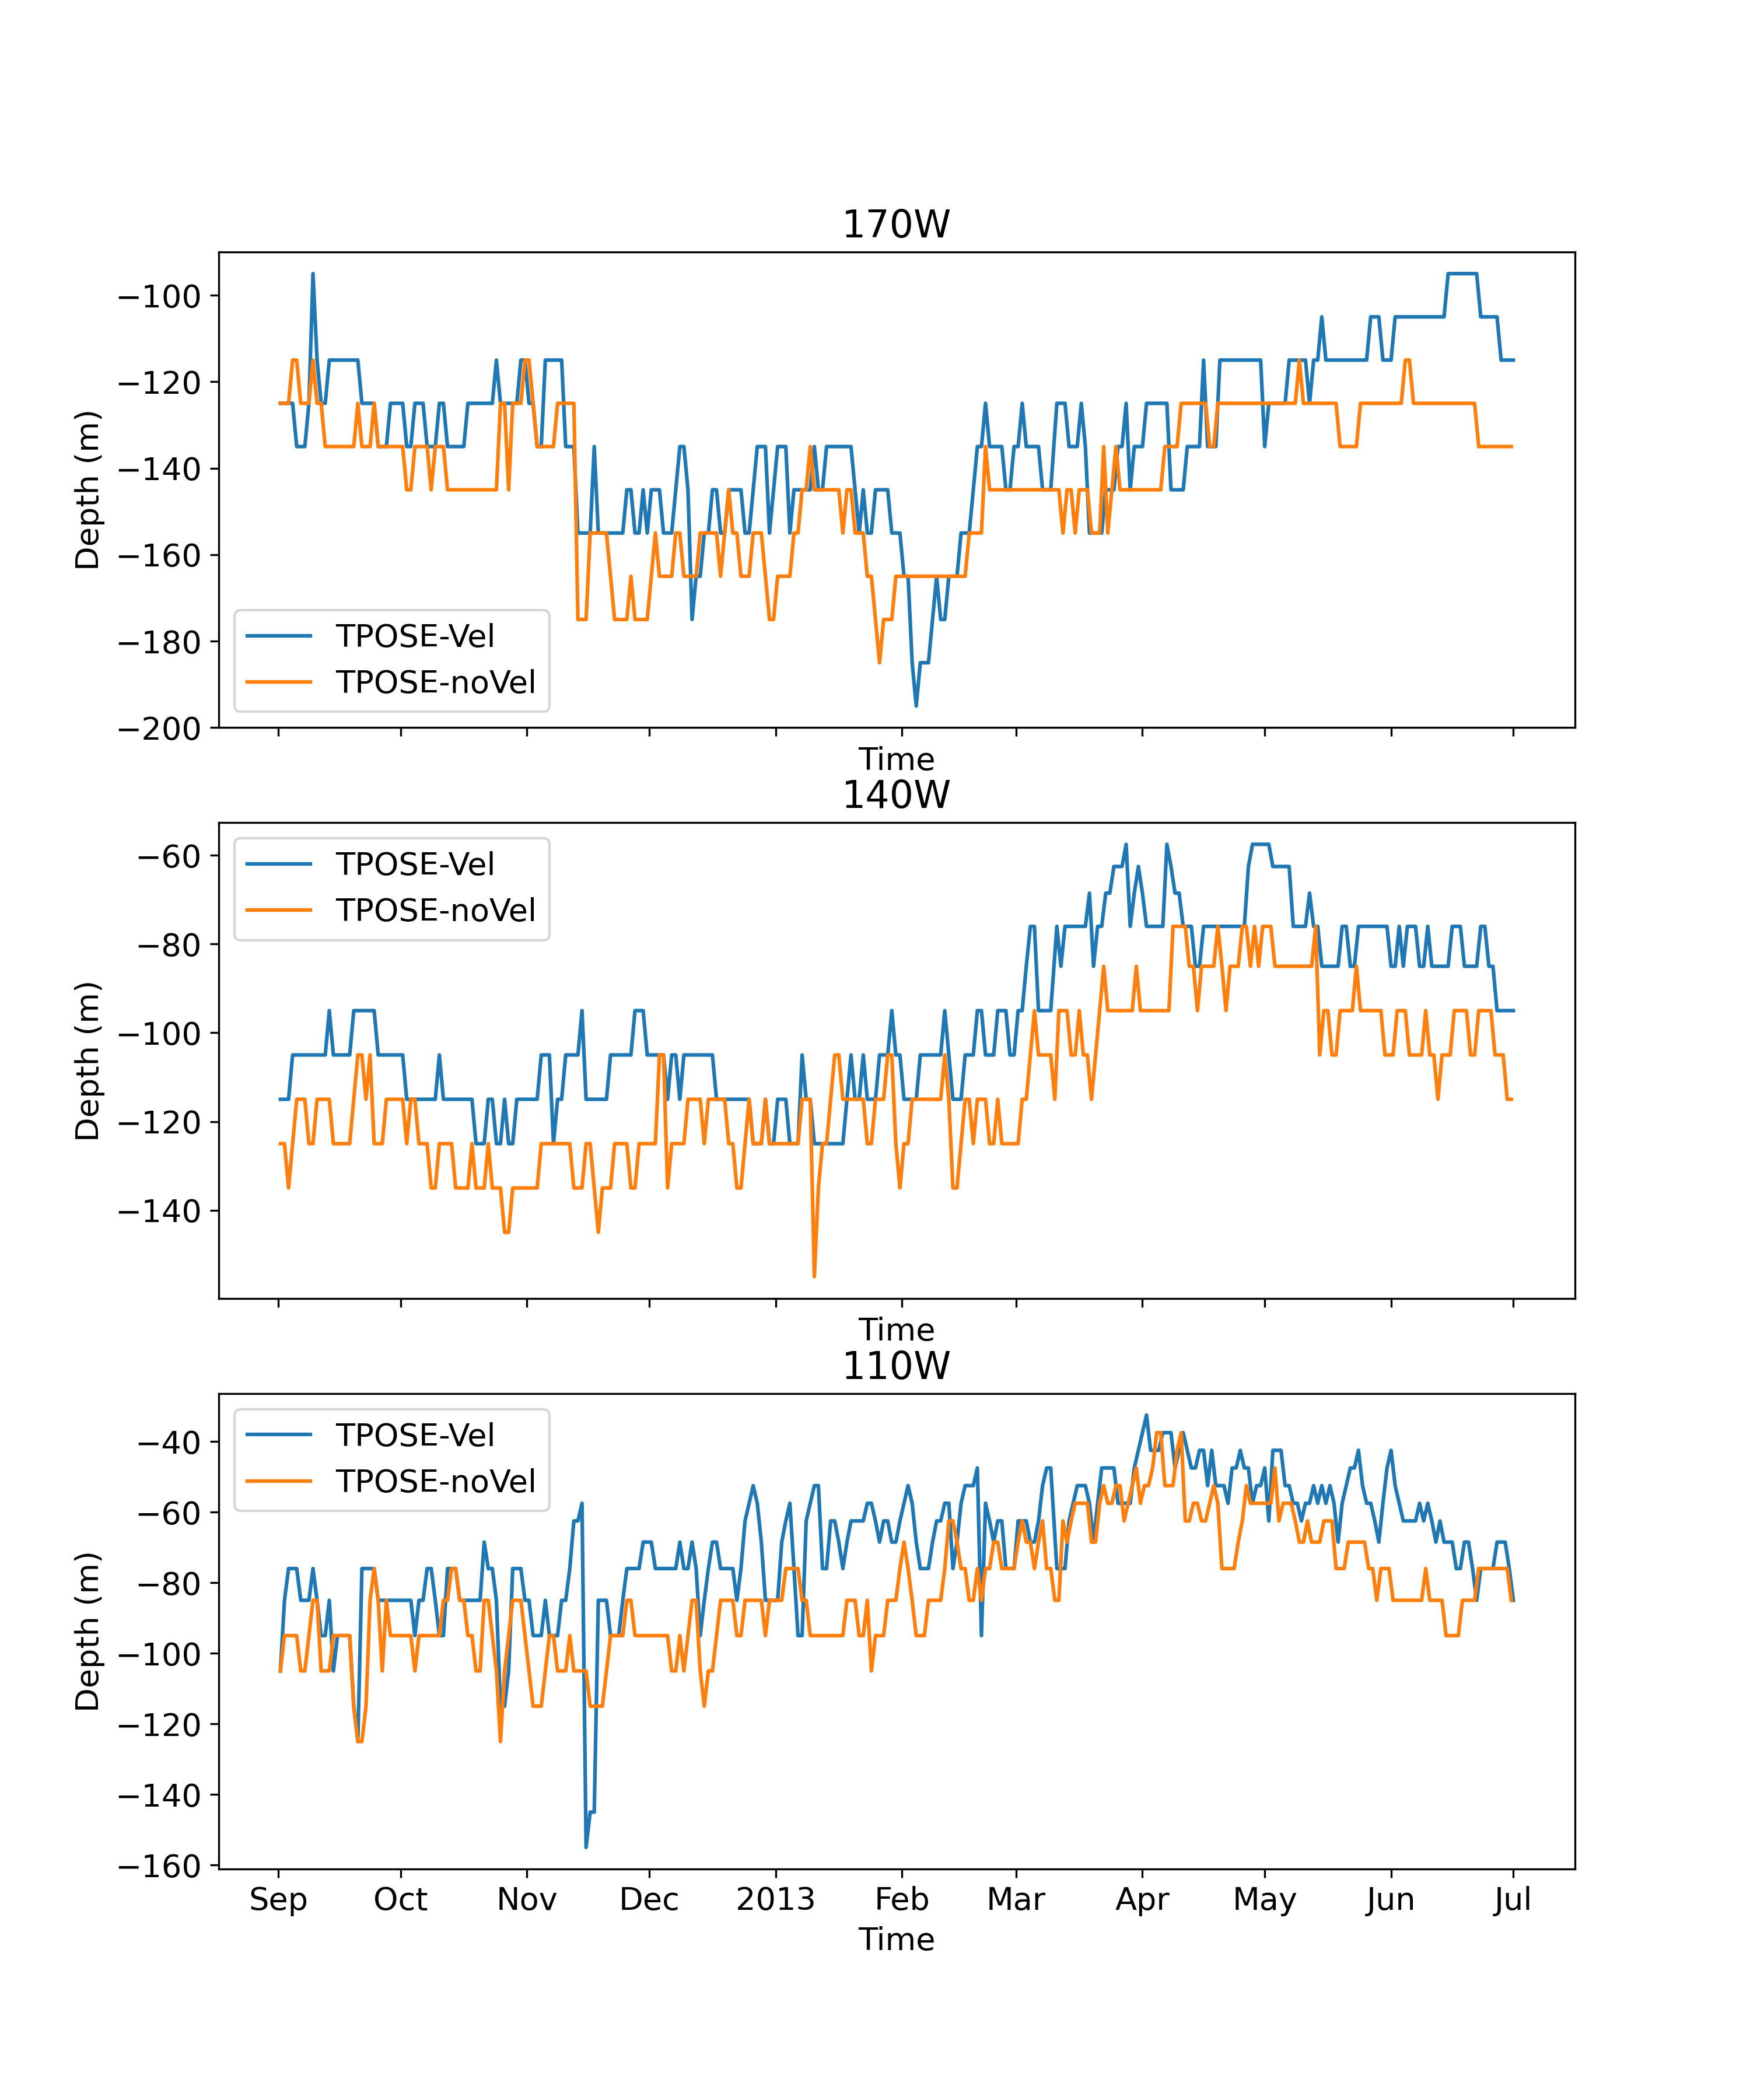 170W
Depth (m)
−100
−120
−140
−160
−180
−200
TPOSE-Vel
TPOSE-noVel
Time
140W
Depth (m)
−60
−80
−100
−120
−140
TPOSE-Vel
TPOSE-noVel
Time
110W
Depth (m)
−40
−60
−80
−100
−120
−140
−160
TPOSE-Vel
TPOSE-noVel
Sep Oct Nov Dec 2013 Feb Mar Apr May Jun Jul
Time